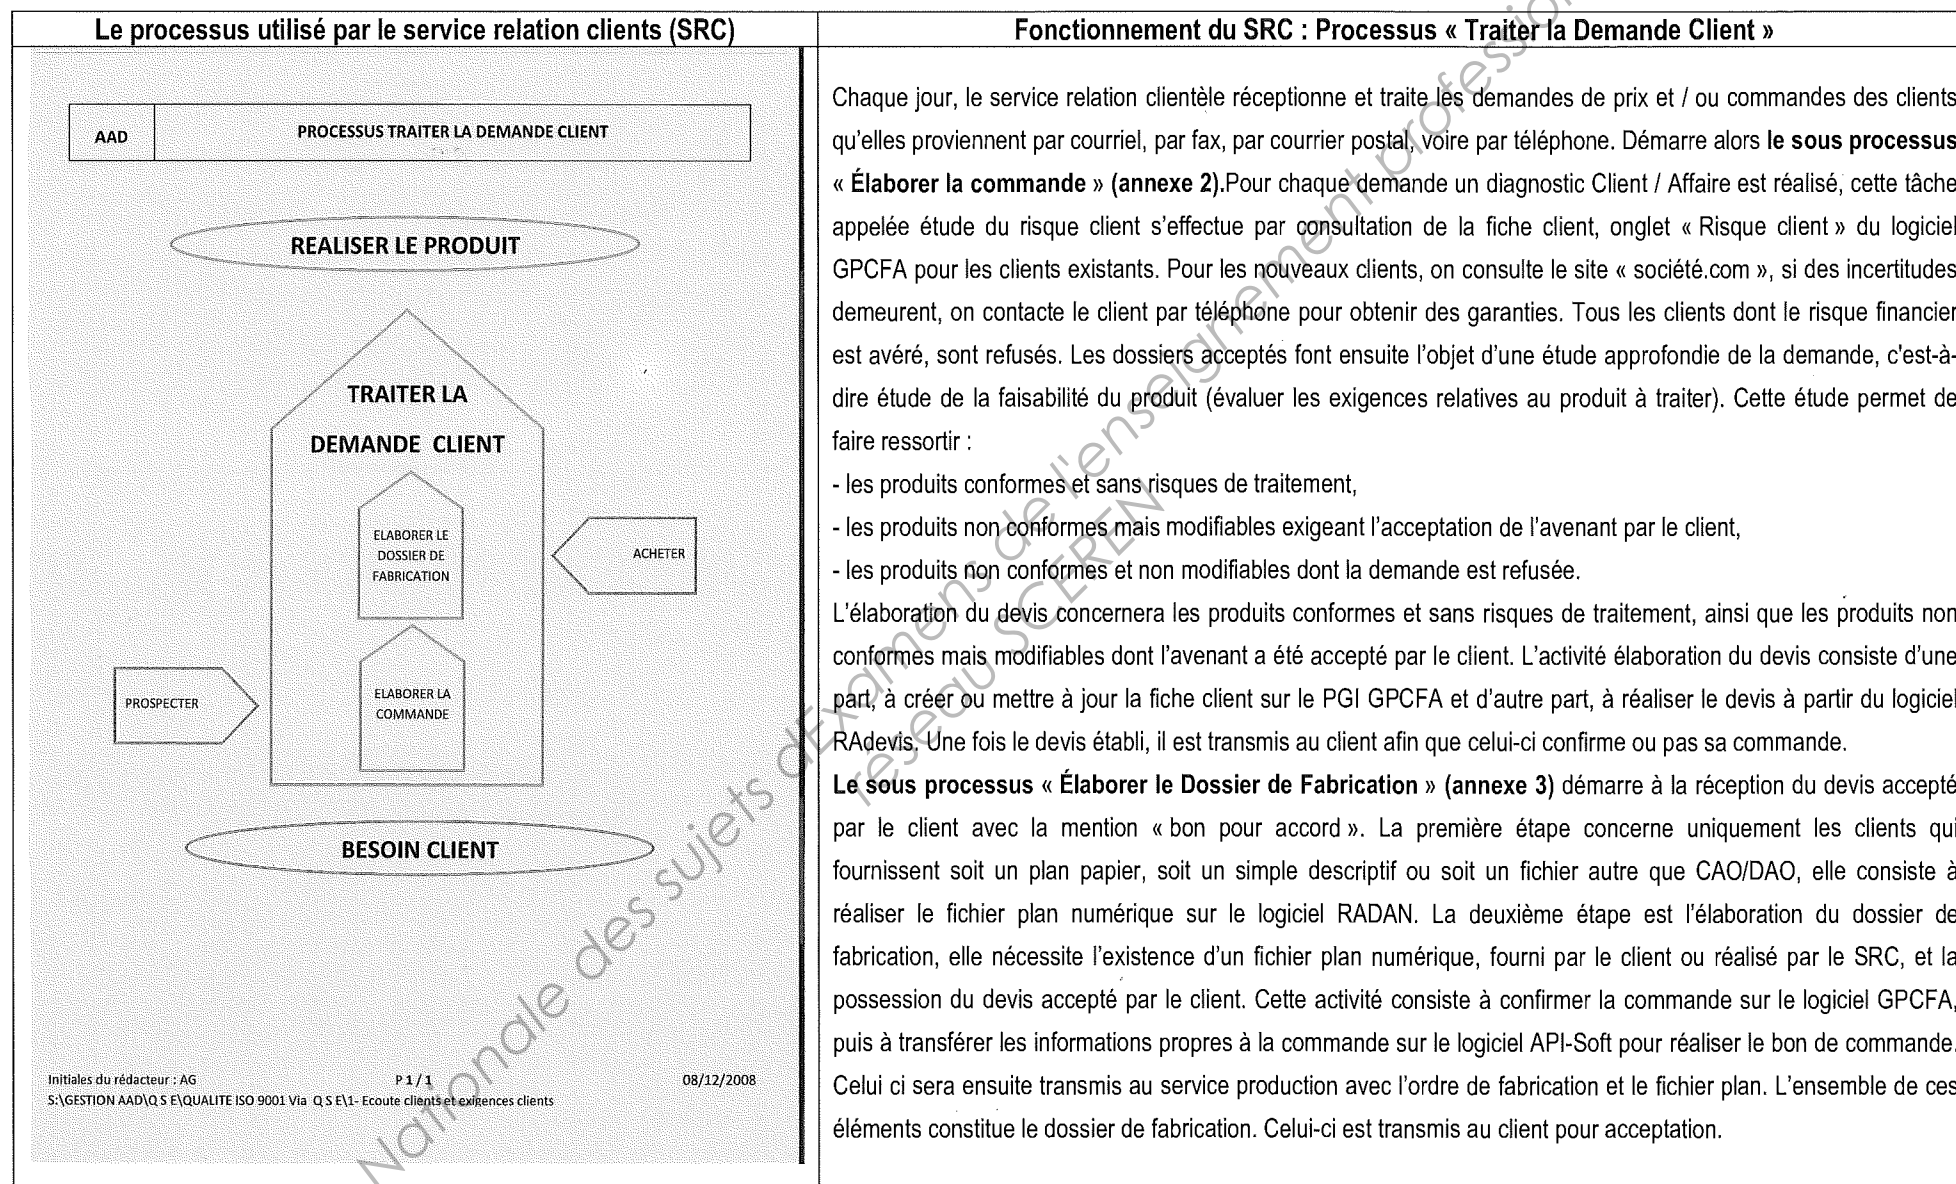 Le processus utilisé par le service relation clients (SRC)
AAD
PROCESSUS TRAITER LA DEMANDE CLIENT
REALISER LE PRODUIT
TRAITER LA
DEMANDE CLIENT
ELABORER LE
DOSSIER DE
FABRICATION
ACHETER
PROSPECTER
ELABORER LA
COMMANDE
BESOIN CLIENT
Initiales du rédacteur : AG
P 1 / 1
08/12/2008
S:\GESTION AAD\Q S E\QUALITE ISO 9001 Via Q S E\1- Ecoute clients et exigences clients
Fonctionnement du SRC : Processus « Traiter la Demande Client »
Chaque jour, le service relation clientèle réceptionne et traite les demandes de prix et / ou commandes des clients
qu'elles proviennent par courriel, par fax, par courrier postal, voire par téléphone. Démarre alors le sous processus
« Élaborer la commande » (annexe 2).Pour chaque demande un diagnostic Client / Affaire est réalisé, cette tâche
appelée étude du risque client s'effectue par consultation de la fiche client, onglet « Risque client » du logiciel
GPCFA pour les clients existants. Pour les nouveaux clients, on consulte le site « société.com », si des incertitudes
demeurent, on contacte le client par téléphone pour obtenir des garanties. Tous les clients dont le risque financier
est avéré, sont refusés. Les dossiers acceptés font ensuite l'objet d'une étude approfondie de la demande, c'est-à-
dire étude de la faisabilité du produit (évaluer les exigences relatives au produit à traiter). Cette étude permet de
faire ressortir :
- les produits conformes et sans risques de traitement,
- les produits non conformes mais modifiables exigeant l'acceptation de l'avenant par le client,
- les produits non conformes et non modifiables dont la demande est refusée.
L'élaboration du devis concernera les produits conformes et sans risques de traitement, ainsi que les produits non
conformes mais modifiables dont l'avenant a été accepté par le client. L'activité élaboration du devis consiste d'une
part, à créer ou mettre à jour la fiche client sur le PGI GPCFA et d'autre part, à réaliser le devis à partir du logiciel
RAdevis. Une fois le devis établi, il est transmis au client afin que celui-ci confirme ou pas sa commande.
Le sous processus « Élaborer le Dossier de Fabrication » (annexe 3) démarre à la réception du devis accepté
par le client avec la mention « bon pour accord ». La première étape concerne uniquement les clients qui
fournissent soit un plan papier, soit un simple descriptif ou soit un fichier autre que CAO/DAO, elle consiste à
réaliser le fichier plan numérique sur le logiciel RADAN. La deuxième étape est l'élaboration du dossier de
fabrication, elle nécessite l'existence d'un fichier plan numérique, fourni par le client ou réalisé par le SRC, et la
possession du devis accepté par le client. Cette activité consiste à confirmer la commande sur le logiciel GPCFA,
puis à transférer les informations propres à la commande sur le logiciel API-Soft pour réaliser le bon de commande.
Celui ci sera ensuite transmis au service production avec l'ordre de fabrication et le fichier plan. L'ensemble de ces
éléments constitue le dossier de fabrication. Celui-ci est transmis au client pour acceptation.
Nationale des sujets d'Examens de l'enseignement profession
réseau SCEREN